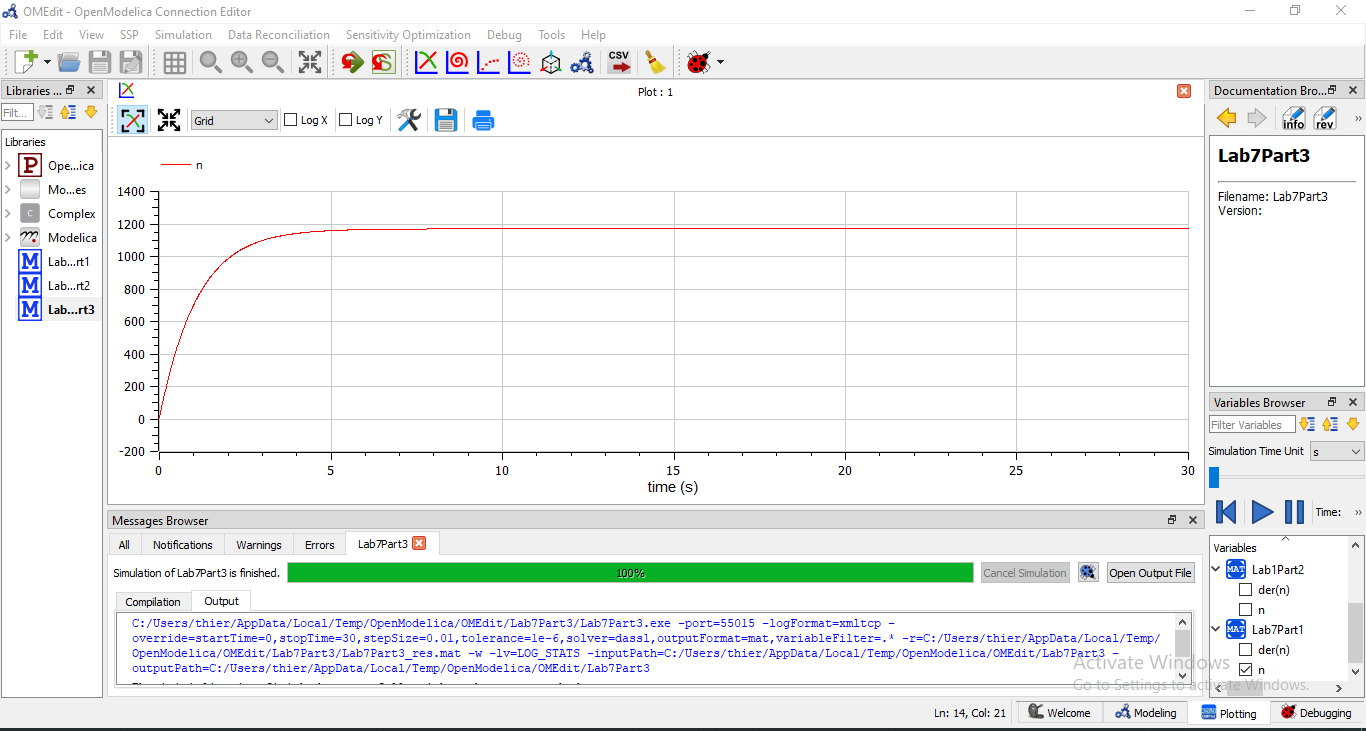 OMEdit - OpenModelica Connection Editor
File Edit View SSP Simulation Data Reconciliation Sensitivity Optimization Debug Tools Help
CSV
Libraries ...
Filt...
Libraries
P Ope...ica
Mo...es
C Complex
Modelica
M Lab...rt1
M Lab...rt2
M Lab...rt3
Plot : 1
Grid Log X Log Y
n
1400
1200
1000
800
600
400
200
0
-200
0 5 10 15 20 25 30
time (s)
Messages Browser
All Notifications Warnings Errors Lab7Part3
Simulation of Lab7Part3 is finished. 100% Cancel Simulation Open Output File
Compilation Output
C:/Users/thier/AppData/Local/Temp/OpenModelica/OMEdit/Lab7Part3/Lab7Part3.exe -port=55015 -logFormat=xmltcp -
override=startTime=0,stopTime=30,stepSize=0.01,tolerance=1e-6,solver=dassl,outputFormat=mat,variableFilter=.* -r=C:/Users/thier/AppData/Local/Temp/
OpenModelica/OMEdit/Lab7Part3/Lab7Part3_res.mat -w -lv=LOG_STATS -inputPath=C:/Users/thier/AppData/Local/Temp/OpenModelica/OMEdit/Lab7Part3 -
outputPath=C:/Users/thier/AppData/Local/Temp/OpenModelica/OMEdit/Lab7Part3
Documentation Bro...
info rev »
Lab7Part3
Filename: Lab7Part3
Version:
Variables Browser
Filter Variables
Simulation Time Unit s
Time: »
Variables
MAT Lab1Part2
der(n)
n
MAT Lab7Part1
der(n)
n
Activate Windows
Go to Settings to activate Windows.
Ln: 14, Col: 21 Welcome Modeling Plotting Debugging